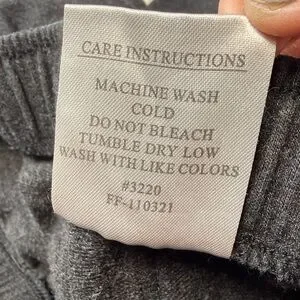 CARE INSTRUCTIONS
MACHINE WASH
COLD
DO NOT BLEACH
TUMBLE DRY LOW
WASH WITH LIKE COLORS
#3220
FF-110321